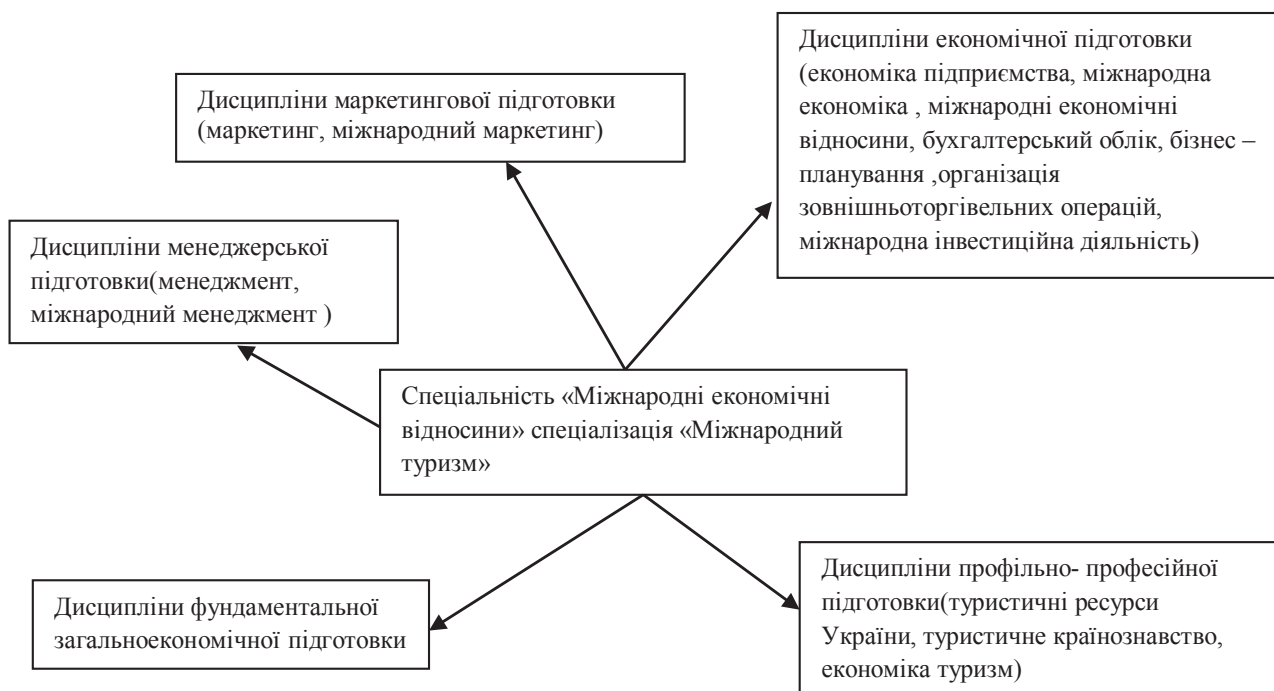 Дисципліни маркетингової підготовки
(маркетинг, міжнародний маркетинг)
Дисципліни економічної підготовки
(економіка підприємства, міжнародна
економіка , міжнародні економічні
відносини, бухгалтерський облік, бізнес –
планування ,організація
зовнішньоторгівельних операцій,
міжнародна інвестиційна діяльність)
Дисципліни менеджерської
підготовки(менеджмент,
міжнародний менеджмент )
Спеціальність «Міжнародні економічні
відносини» спеціалізація «Міжнародний
туризм»
Дисципліни фундаментальної
загальноекономічної підготовки
Дисципліни профільно- професійної
підготовки(туристичні ресурси
України, туристичне країнознавство,
економіка туризм)